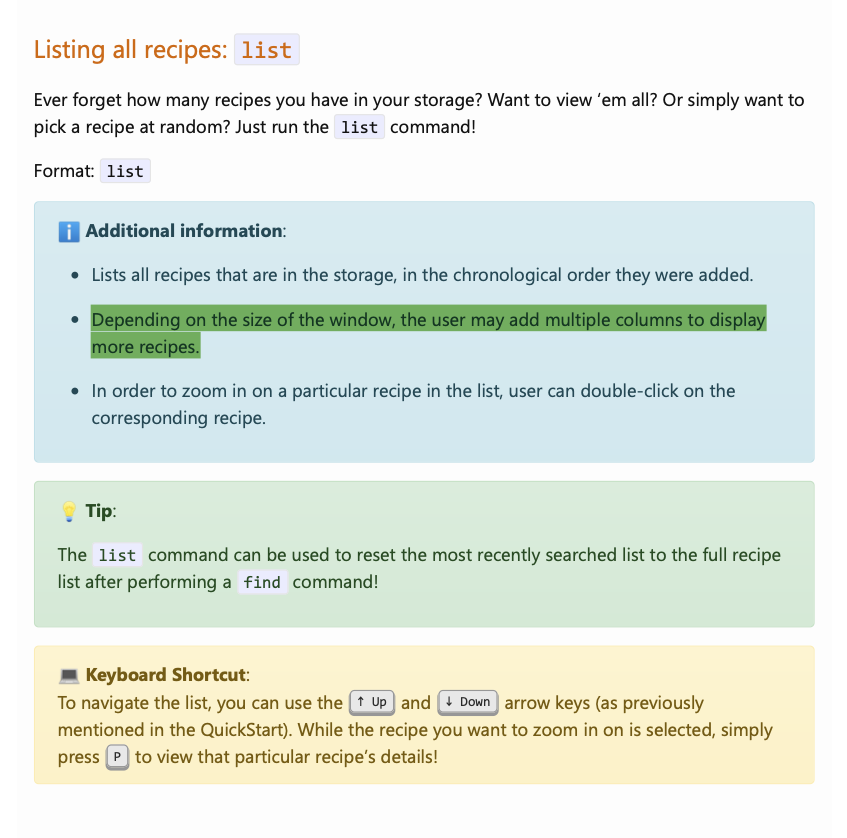 Listing all recipes: list
Ever forget how many recipes you have in your storage? Want to view ‘em all? Or simply want to
pick a recipe at random? Just run the list command!
Format: list
ℹ️ Additional information:
• Lists all recipes that are in the storage, in the chronological order they were added.
• Depending on the size of the window, the user may add multiple columns to display
more recipes.
• In order to zoom in on a particular recipe in the list, user can double-click on the
corresponding recipe.
💡 Tip:
The list command can be used to reset the most recently searched list to the full recipe
list after performing a find command!
💻 Keyboard Shortcut:
To navigate the list, you can use the ↑ Up and ↓ Down arrow keys (as previously
mentioned in the QuickStart). While the recipe you want to zoom in on is selected, simply
press P to view that particular recipe’s details!